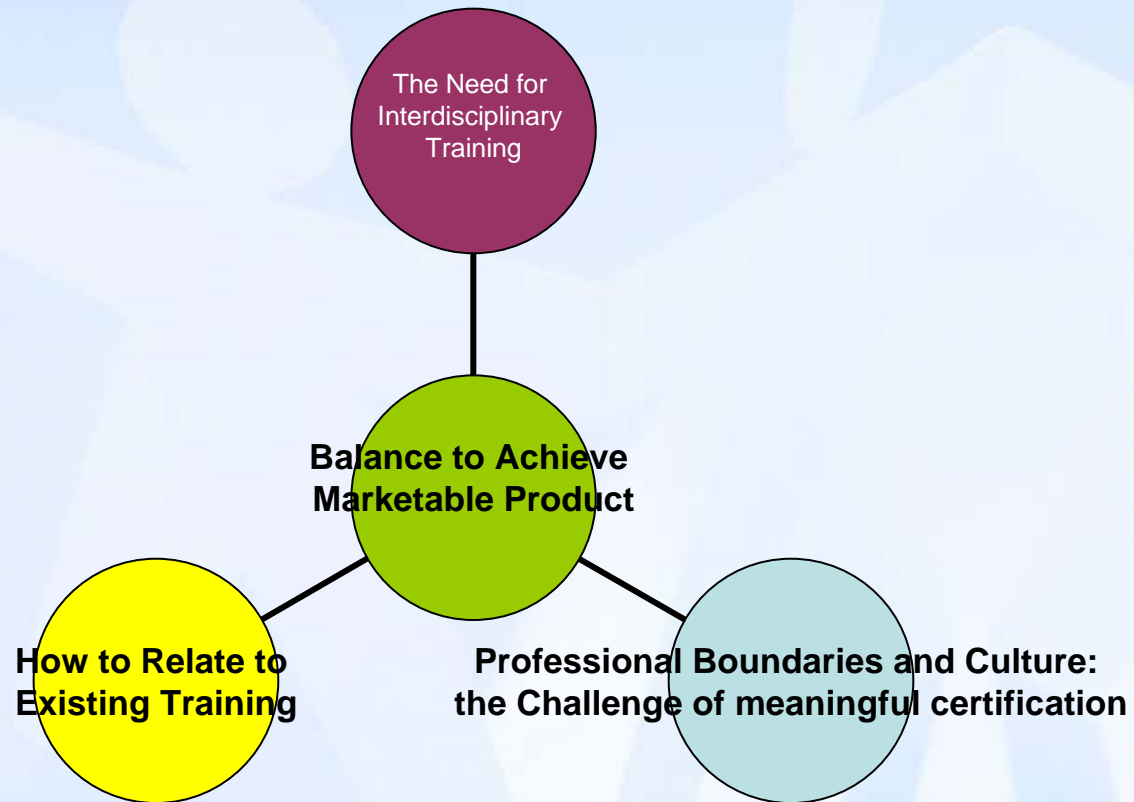 The Need for
Interdisciplinary
Training
Balance to Achieve
Marketable Product
How to Relate to
Existing Training
Professional Boundaries and Culture:
the Challenge of meaningful certification